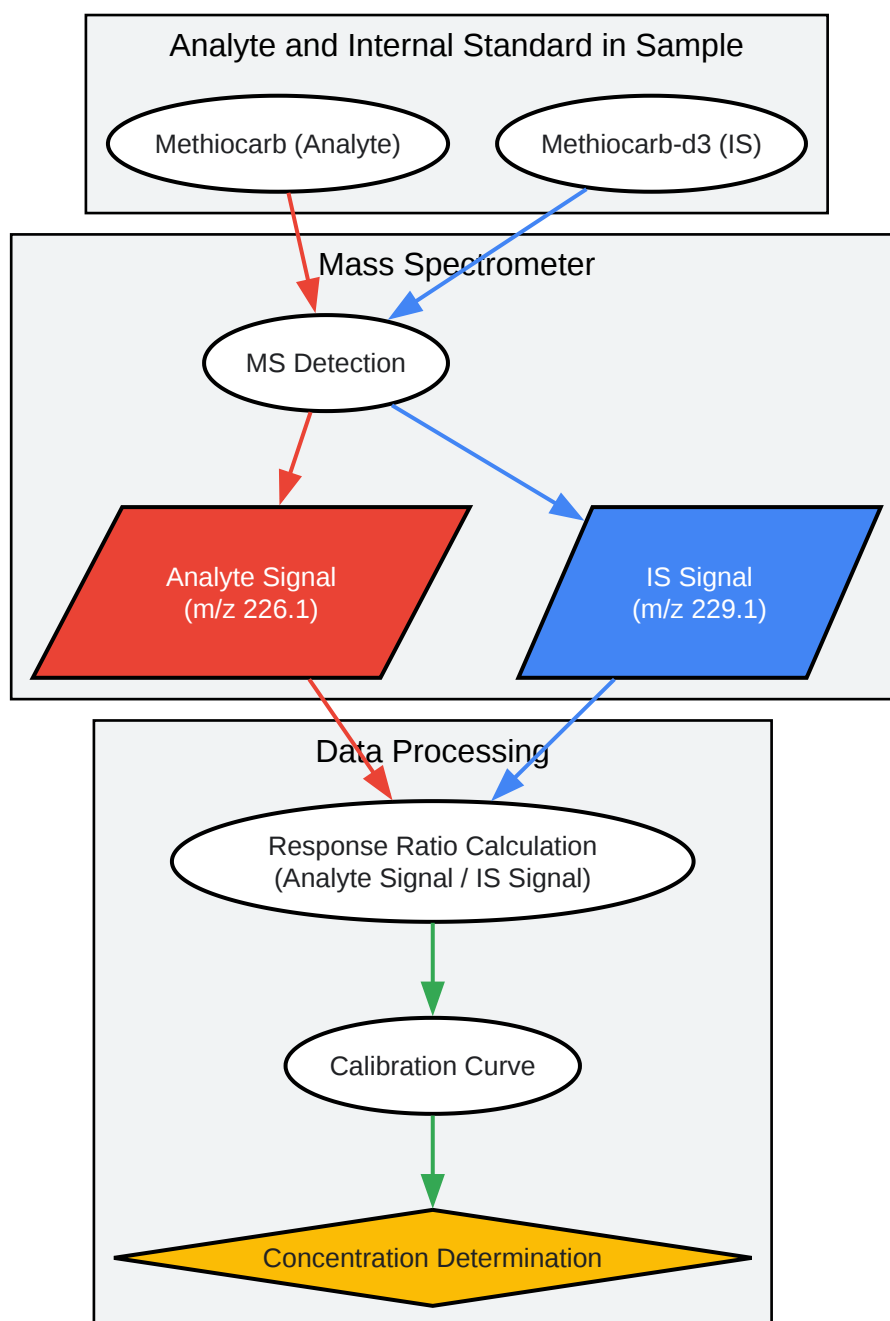 Analyte and Internal Standard in Sample
Methiocarb (Analyte)
Methiocarb-d3 (IS)
Mass Spectrometer
MS Detection
Analyte Signal
(m/z 226.1)
IS Signal
(m/z 229.1)
Data Processing
Response Ratio Calculation
(Analyte Signal / IS Signal)
Calibration Curve
Concentration Determination